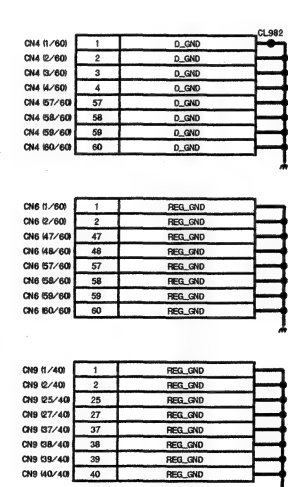 CL982
CN4 (1/60) 1 D_GND
CN4 (2/60) 2 D_GND
CN4 (3/60) 3 D_GND
CN4 (4/60) 4 D_GND
CN4 (57/60) 57 D_GND
CN4 (58/60) 58 D_GND
CN4 (59/60) 59 D_GND
CN4 (60/60) 60 D_GND
CN6 (1/60) 1 REG_GND
CN6 (2/60) 2 REG_GND
CN6 (47/60) 47 REG_GND
CN6 (48/60) 48 REG_GND
CN6 (57/60) 57 REG_GND
CN6 (58/60) 58 REG_GND
CN6 (59/60) 59 REG_GND
CN6 (60/60) 60 REG_GND
CN9 (1/40) 1 REG_GND
CN9 (2/40) 2 REG_GND
CN9 (25/40) 25 REG_GND
CN9 (27/40) 27 REG_GND
CN9 (37/40) 37 REG_GND
CN9 (38/40) 38 REG_GND
CN9 (39/40) 39 REG_GND
CN9 (40/40) 40 REG_GND